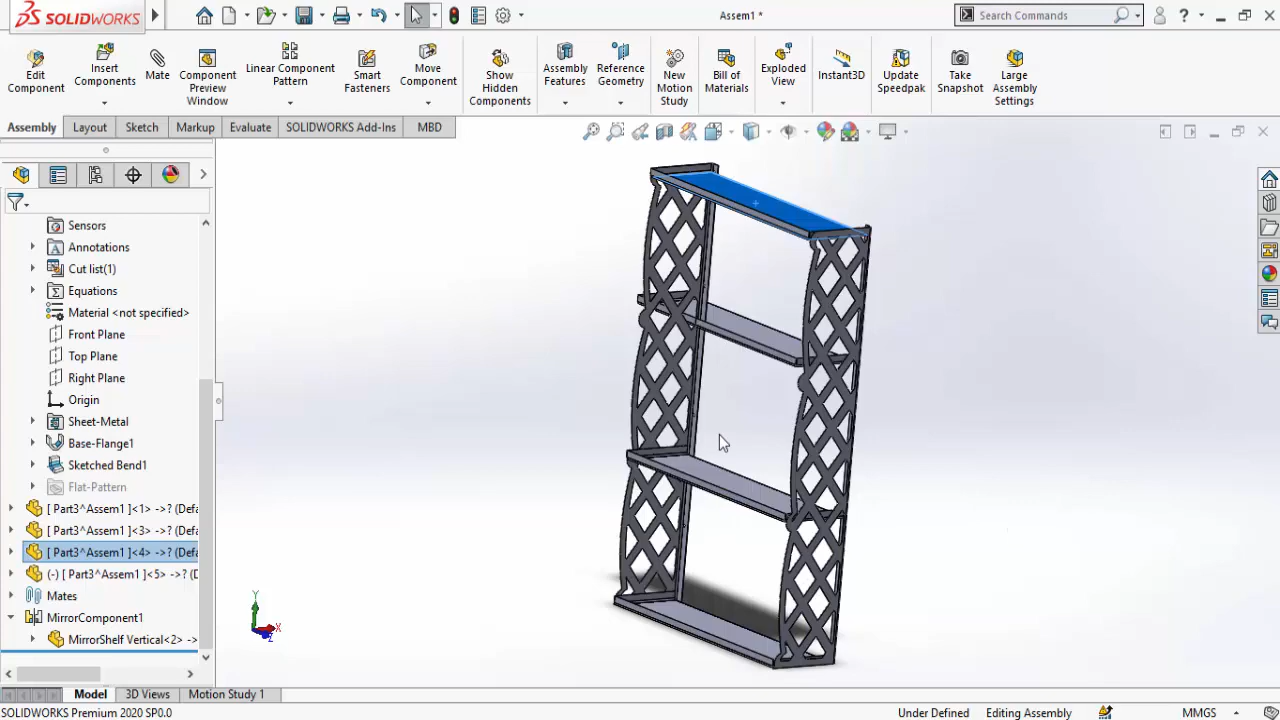 SOLIDWORKS
Assem1 *
Search Commands
?
Edit Component
Insert Components
Mate
Component Preview Window
Linear Component Pattern
Smart Fasteners
Move Component
Show Hidden Components
Assembly Features
Reference Geometry
New Motion Study
Bill of Materials
Exploded View
Instant3D
Update Speedpak
Take Snapshot
Large Assembly Settings
Assembly
Layout
Sketch
Markup
Evaluate
SOLIDWORKS Add-Ins
MBD
Sensors
Annotations
Cut list(1)
Equations
Material <not specified>
Front Plane
Top Plane
Right Plane
Origin
Sheet-Metal
Base-Flange1
Sketched Bend1
Flat-Pattern
[ Part3^Assem1 ]<1> ->? (Defa
[ Part3^Assem1 ]<3> ->? (Defa
[ Part3^Assem1 ]<4> ->? (Defa
(-) [ Part3^Assem1 ]<5> ->? (D
Mates
MirrorComponent1
MirrorShelf Vertical<2> ->
Y
X
Z
Model
3D Views
Motion Study 1
SOLIDWORKS Premium 2020 SP0.0
Under Defined
Editing Assembly
MMGS